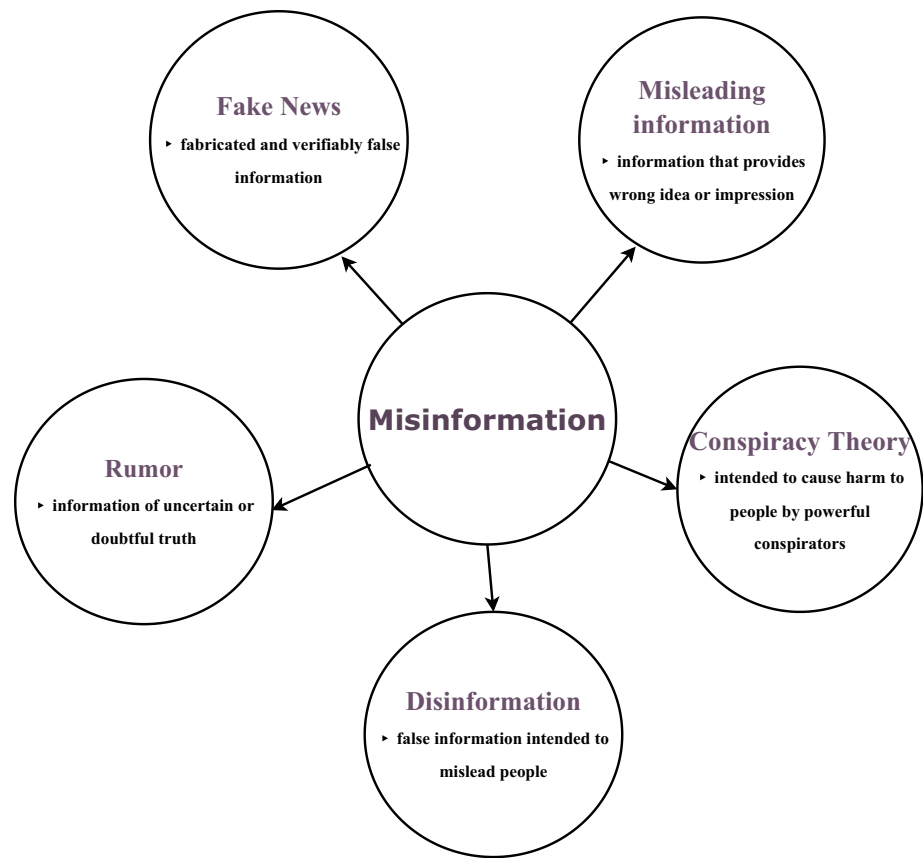 Fake News
‣ fabricated and verifiably false
information
Misleading
information
‣ information that provides
wrong idea or impression
Misinformation
Conspiracy Theory
‣ intended to cause harm to
people by powerful
conspirators
Rumor
‣ information of uncertain or
doubtful truth
Disinformation
‣ false information intended to
mislead people